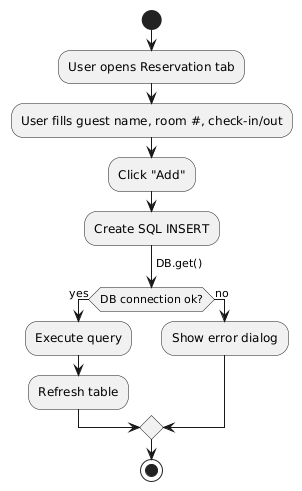 User opens Reservation tab
User fills guest name, room #, check-in/out
Click "Add"
Create SQL INSERT
DB.get()
DB connection ok?
yes
no
Execute query
Show error dialog
Refresh table